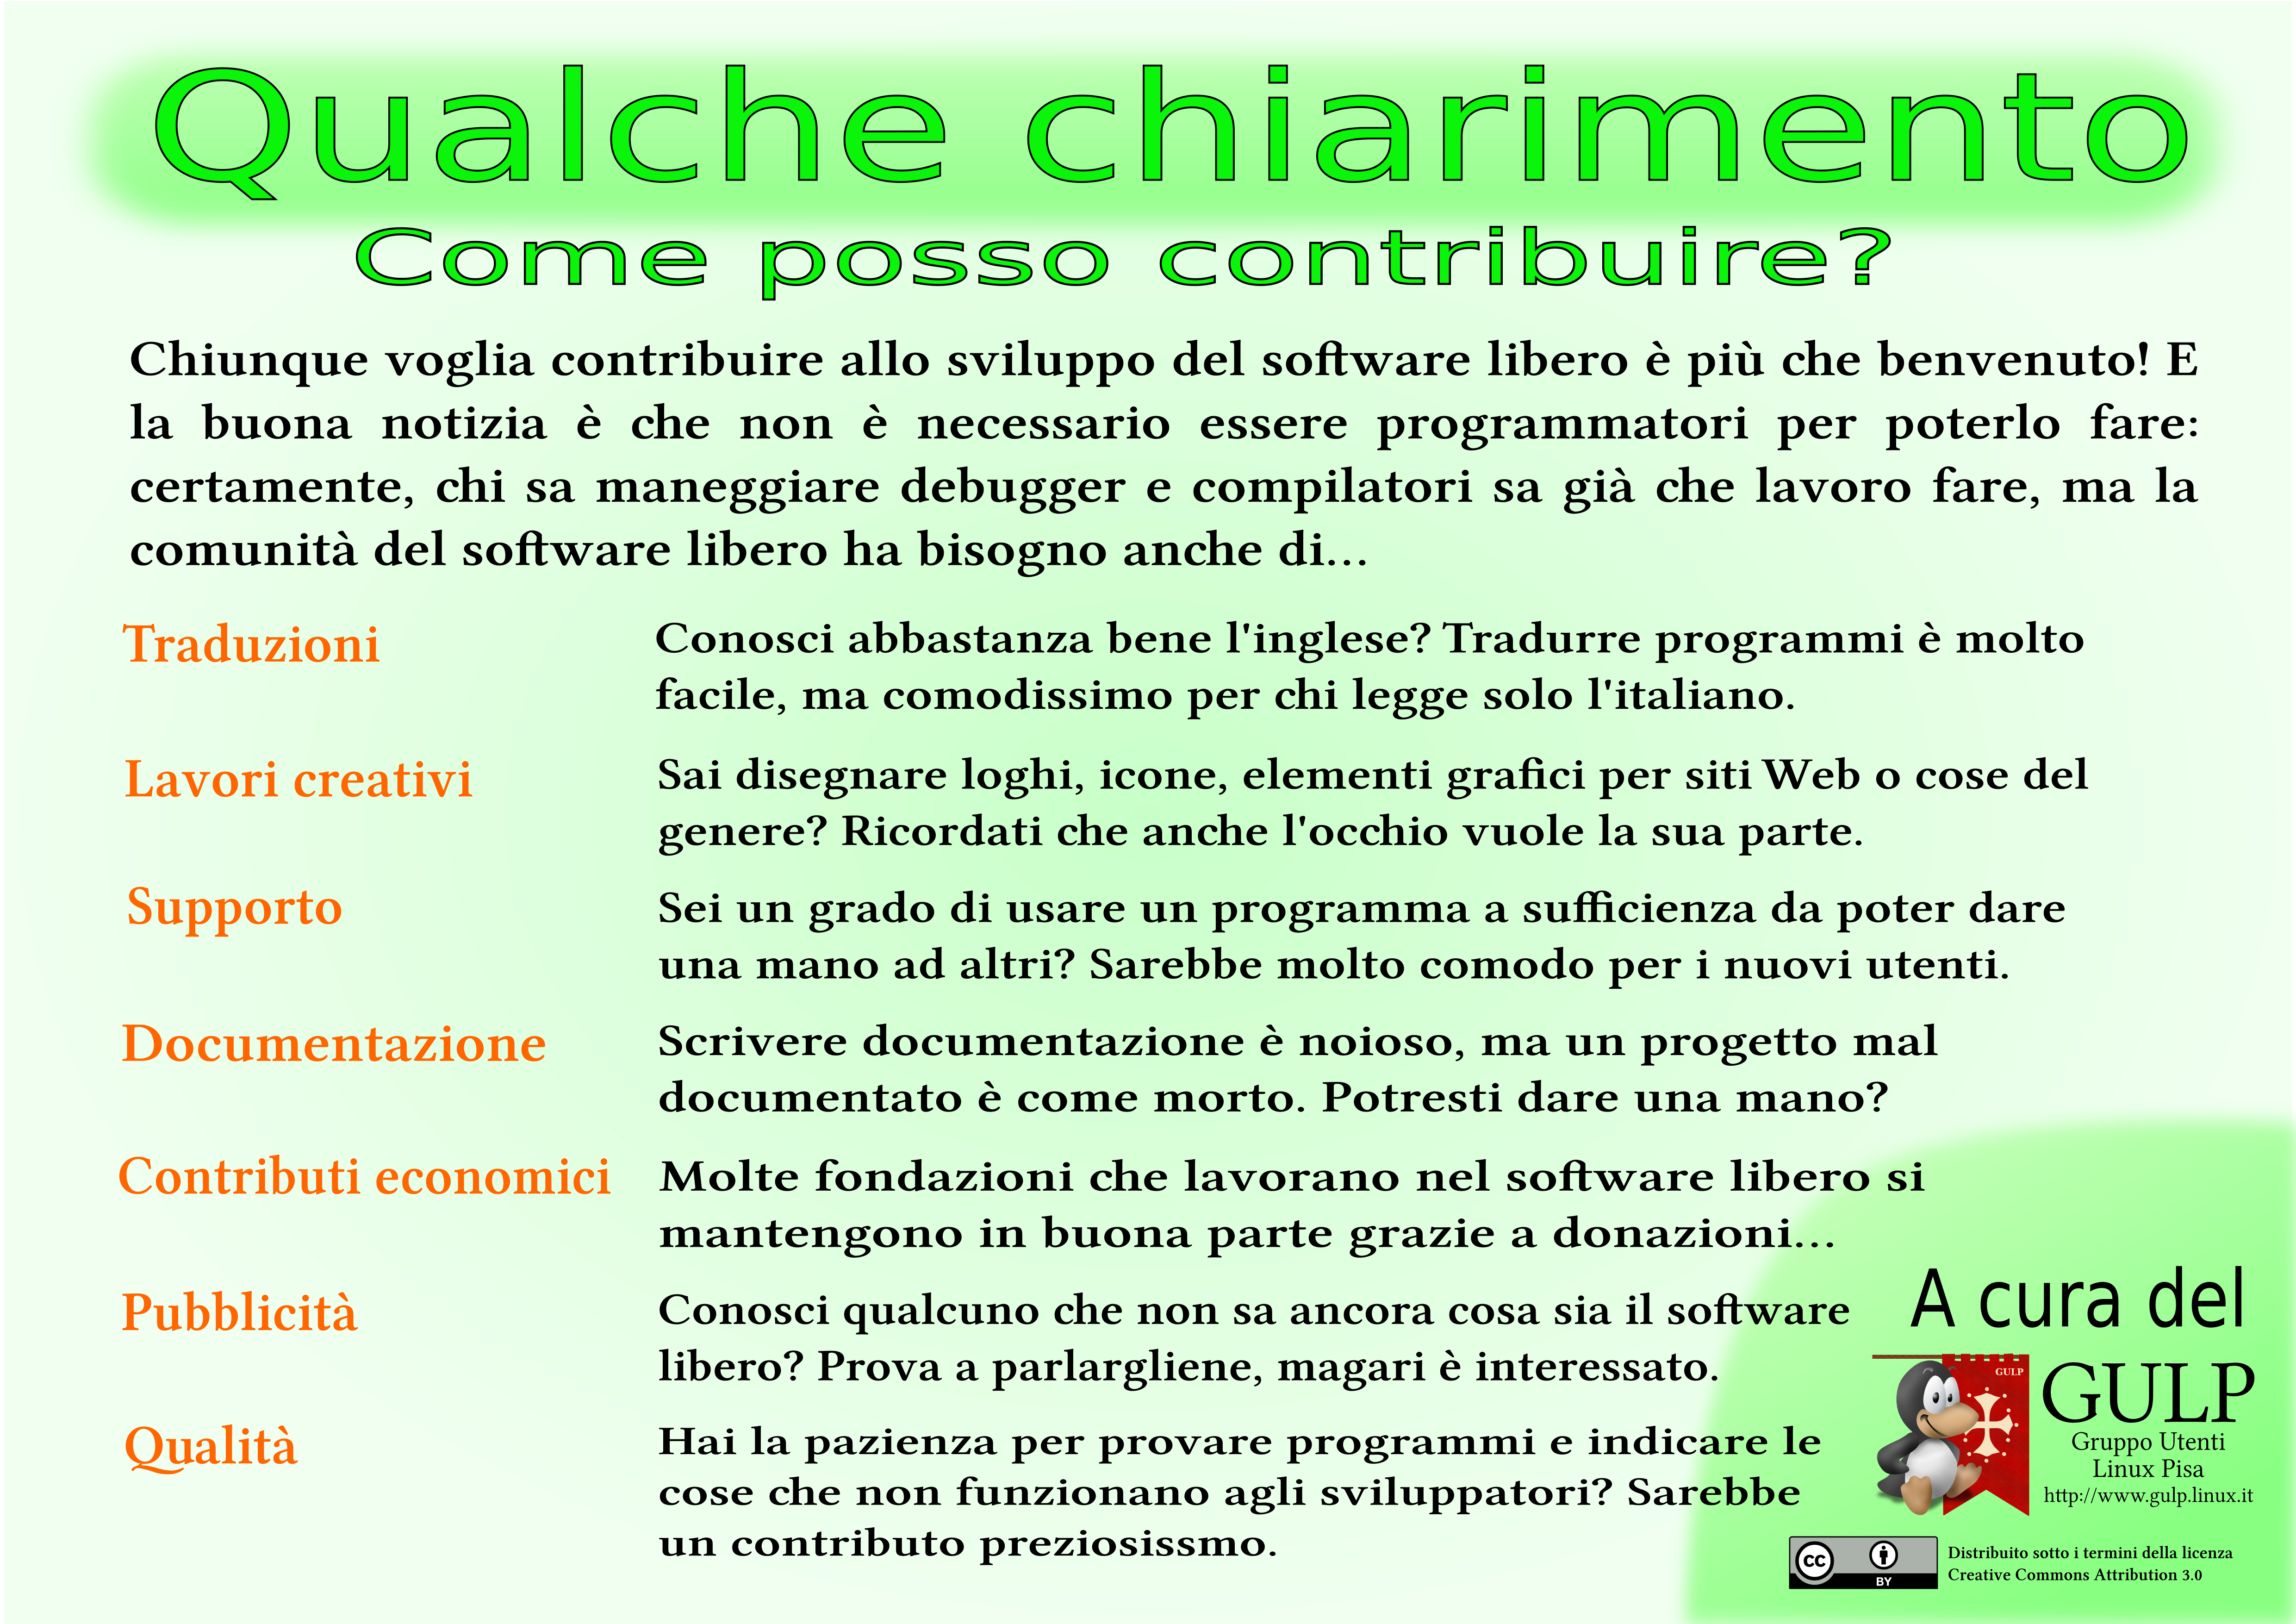 Qualche chiarimento
Come posso contribuire?
Chiunque voglia contribuire allo sviluppo del software libero è più che benvenuto! E
la buona notizia è che non è necessario essere programmatori per poterlo fare:
certamente, chi sa maneggiare debugger e compilatori sa già che lavoro fare, ma la
comunità del software libero ha bisogno anche di...
Traduzioni
Conosci abbastanza bene l'inglese? Tradurre programmi è molto
facile, ma comodissimo per chi legge solo l'italiano.
Lavori creativi
Sai disegnare loghi, icone, elementi grafici per siti Web o cose del
genere? Ricordati che anche l'occhio vuole la sua parte.
Supporto
Sei un grado di usare un programma a sufficienza da poter dare
una mano ad altri? Sarebbe molto comodo per i nuovi utenti.
Documentazione
Scrivere documentazione è noioso, ma un progetto mal
documentato è come morto. Potresti dare una mano?
Contributi economici
Molte fondazioni che lavorano nel software libero si
mantengono in buona parte grazie a donazioni...
Pubblicità
Conosci qualcuno che non sa ancora cosa sia il software
libero? Prova a parlargliene, magari è interessato.
Qualità
Hai la pazienza per provare programmi e indicare le
cose che non funzionano agli sviluppatori? Sarebbe
un contributo preziosissmo.
A cura del
GULP
GULP
Gruppo Utenti
Linux Pisa
http://www.gulp.linux.it
cc
BY
Distribuito sotto i termini della licenza
Creative Commons Attribution 3.0